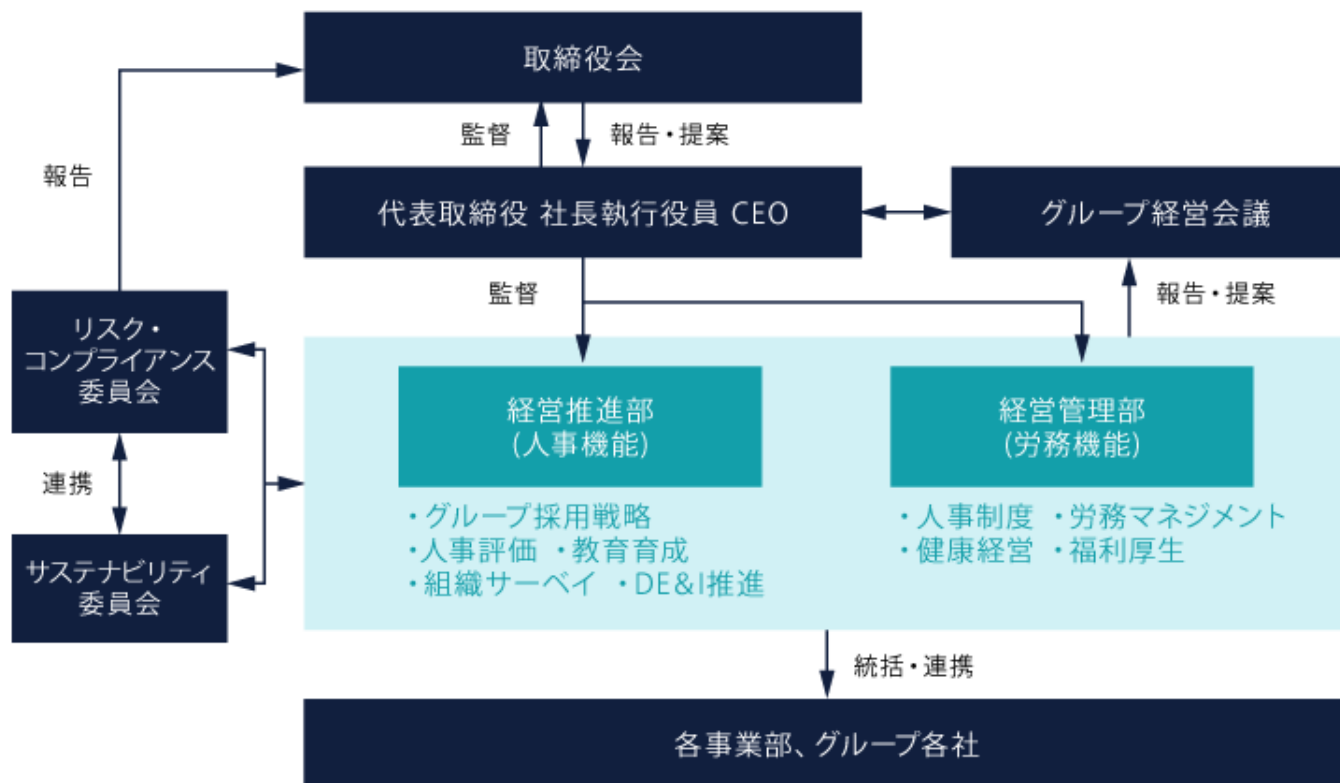 取締役会
監督
報告・提案
報告
代表取締役 社長執行役員 CEO
グループ経営会議
監督
報告・提案
リスク・
コンプライアンス
委員会
経営推進部
(人事機能)
経営管理部
(労務機能)
連携
・グループ採用戦略
・人事評価 ・教育育成
・組織サーベイ ・DE&I推進
・人事制度 ・労務マネジメント
・健康経営 ・福利厚生
サステナビリティ
委員会
統括・連携
各事業部、グループ各社